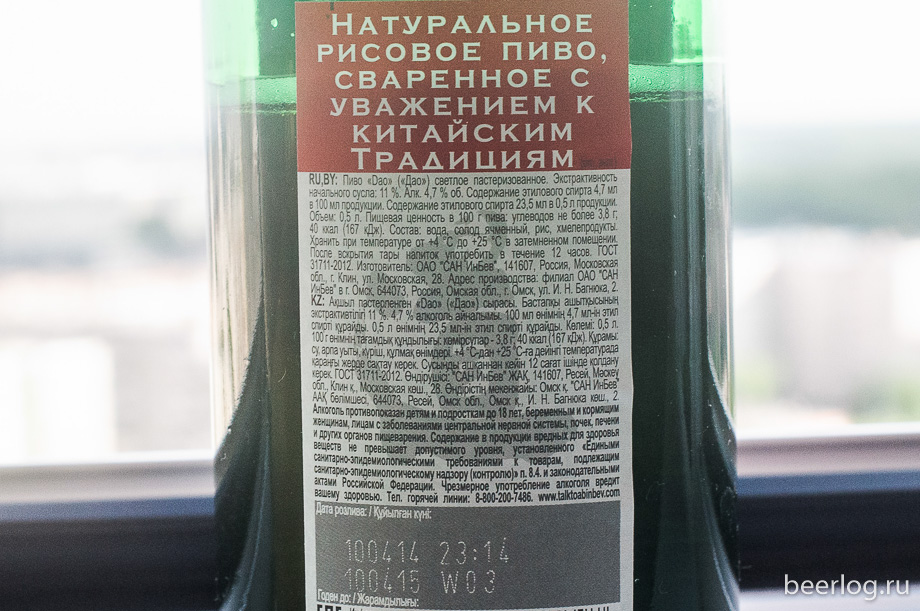 Натуральное
рисовое пиво,
сваренное с
уважением к
китайским
Традициям
RU,BY: Пиво «Dao» («Дао») светлое пастеризованное. Экстрактивность
начального сусла: 11 %. Алк. 4,7 % об. Содержание этилового спирта 4,7 мл
в 100 мл продукции. Содержание этилового спирта 23,5 мл в 0,5 л продукции.
Объем: 0,5 л. Пищевая ценность в 100 г пива: углеводов не более 3,8 г;
40 ккал (167 кДж). Состав: вода, солод ячменный, рис, хмелепродукты.
Хранить при температуре от +4 °С до +25 °С в затемненном помещении.
После вскрытия тары напиток употребить в течение 12 часов. ГОСТ
31711-2012. Изготовитель: ОАО "САН ИнБев", 141607, Россия, Московская
обл., г. Клин, ул. Московская, 28. Адрес производства: филиал ОАО "САН
ИнБев" в г. Омск, 644073, Россия, Омская обл., г. Омск, ул. И. Н. Багнюка, 2.
KZ: Ақшыл пастерленген «Dao» («Дао») сырасы. Бастапқы ашытқысының
экстрактивтілігі 11 %. 4,7 % алкоголь айналымы. 100 мл өнімнің 4,7 мл-ін этил
спирті құрайды. 0,5 л өнімнің 23,5 мл-ін этил спирті құрайды. Көлемі: 0,5 л.
100 г өнімнің тағамдық құндылығы: көмірсулар - 3,8 г; 40 ккал (167 кДж). Құрамы:
су, арпа уыты, күріш, құлмақ өнімдері. +4 °С-дан +25 °С-ға дейінгі температурада
қараңғы жерде сақтау керек. Сусынды ашқаннан кейін 12 сағат ішінде қолдану
керек. ГОСТ 31711-2012. Өндіруші: "САН ИнБев" ЖАҚ, 141607, Ресей, Мәскеу
обл., Клин қ., Московская көш., 28. Өндірістің мекенжайы: Омск қ., "САН ИнБев"
ААҚ бөлімшесі, 644073, Ресей, Омск обл., Омск қ., И. Н. Багнюка көш., 2.
Алкоголь противопоказан детям и подросткам до 18 лет, беременным и кормящим
женщинам, лицам с заболеваниями центральной нервной системы, почек, печени
и других органов пищеварения. Содержание в продукции вредных для здоровья
веществ не превышает допустимого уровня, установленного «Едиными
санитарно-эпидемиологическими требованиями к товарам, подлежащим
санитарно-эпидемиологическому надзору (контролю)» п. 8.4. и законодательными
актами Российской Федерации. Чрезмерное употребление алкоголя вредит
вашему здоровью. Тел. горячей линии: 8-800-200-7486. www.talktoabinbev.com
Дата розлива: / Құйылған күні:
100414 23:14
100415 W03
Годен до: / Жарамдылығы:
beerlog.ru